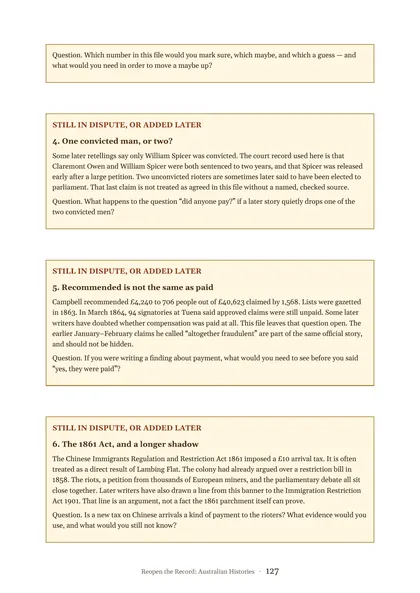 Question. Which number in this file would you mark sure, which maybe, and which a guess — and
what would you need in order to move a maybe up?
STILL IN DISPUTE, OR ADDED LATER
4. One convicted man, or two?
Some later retellings say only William Spicer was convicted. The court record used here is that
Claremont Owen and William Spicer were both sentenced to two years, and that Spicer was released
early after a large petition. Two unconvicted rioters are sometimes later said to have been elected to
parliament. That last claim is not treated as agreed in this file without a named, checked source.
Question. What happens to the question “did anyone pay?” if a later story quietly drops one of the
two convicted men?
STILL IN DISPUTE, OR ADDED LATER
5. Recommended is not the same as paid
Campbell recommended £4,240 to 706 people out of £40,623 claimed by 1,568. Lists were gazetted
in 1863. In March 1864, 94 signatories at Tuena said approved claims were still unpaid. Some later
writers have doubted whether compensation was paid at all. This file leaves that question open. The
earlier January–February claims he called “altogether fraudulent” are part of the same official story,
and should not be hidden.
Question. If you were writing a finding about payment, what would you need to see before you said
“yes, they were paid”?
STILL IN DISPUTE, OR ADDED LATER
6. The 1861 Act, and a longer shadow
The Chinese Immigrants Regulation and Restriction Act 1861 imposed a £10 arrival tax. It is often
treated as a direct result of Lambing Flat. The colony had already argued over a restriction bill in
1858. The riots, a petition from thousands of European miners, and the parliamentary debate all sit
close together. Later writers have also drawn a line from this banner to the Immigration Restriction
Act 1901. That line is an argument, not a fact the 1861 parchment itself can prove.
Question. Is a new tax on Chinese arrivals a kind of payment to the rioters? What evidence would you
use, and what would you still not know?
Reopen the Record: Australian Histories · 127